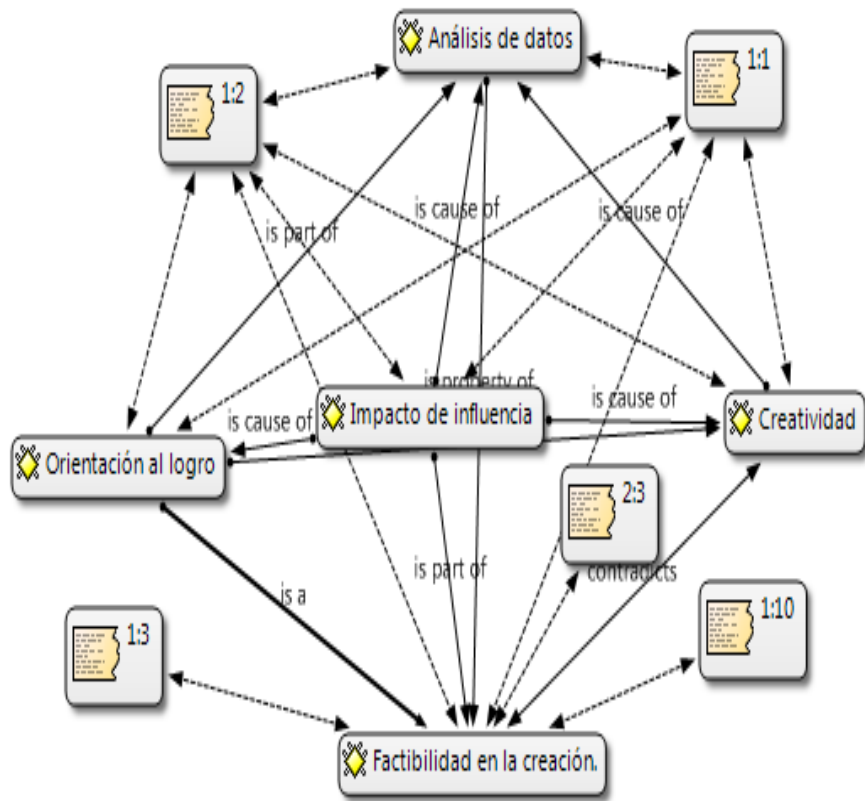 Análisis de datos
1:1
1:2
is cause of
is cause of
is part of
is property of
Impacto de influencia
is cause of
is cause of
Creatividad
Orientación al logro
2:3
is part of
contradicts
is a
1:10
1:3
Factibilidad en la creación.